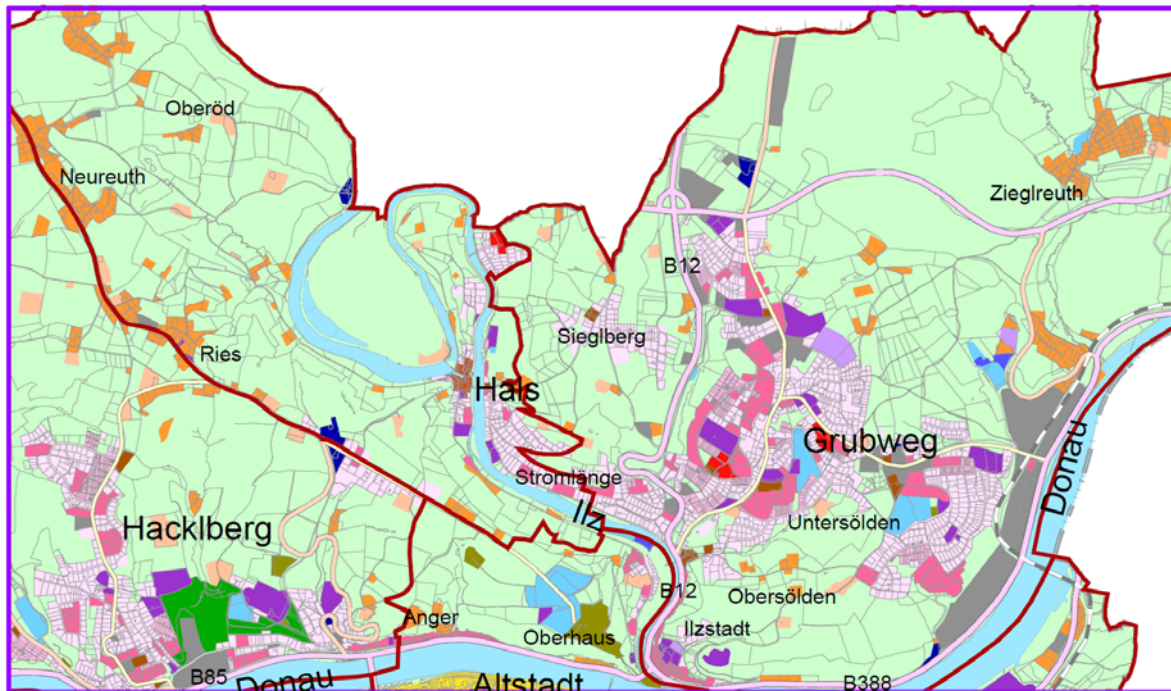 Oberöd
Neureuth
Zieglreuth
B12
Sieglberg
Ries
Hals
Grubweg
Stromlänge
Donau
Ilz
Hacklberg
Untersölden
B12
Obersölden
Anger
Ilzstadt
Oberhaus
B85
Donau
Altstadt
B388